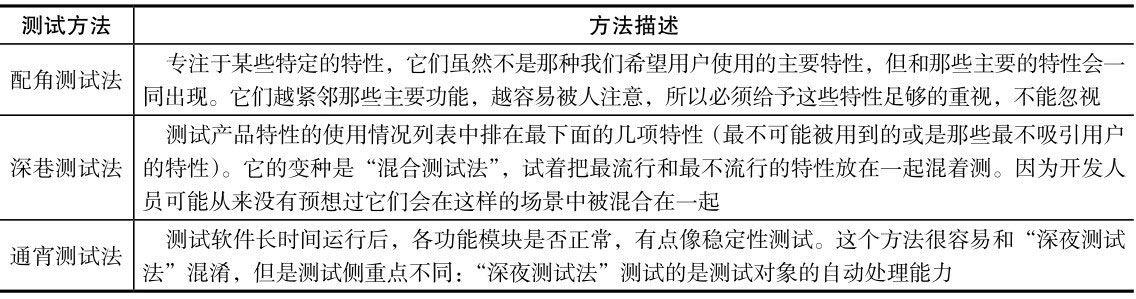 测试方法 方法描述
配角测试法
专注于某些特定的特性，它们虽然不是那种我们希望用户使用的主要特性，但和那些主要的特性会一
同出现。它们越紧邻那些主要功能，越容易被人注意，所以必须给予这些特性足够的重视，不能忽视
深巷测试法
测试产品特性的使用情况列表中排在最下面的几项特性（最不可能被用到的或是那些最不吸引用户
的特性）。它的变种是“混合测试法”，试着把最流行和最不流行的特性放在一起混着测。因为开发人
员可能从来没有预想过它们会在这样的场景中被混合在一起
通宵测试法
测试软件长时间运行后，各功能模块是否正常，有点像稳定性测试。这个方法很容易和“深夜测试
法”混淆，但是测试侧重点不同：“深夜测试法”测试的是测试对象的自动处理能力